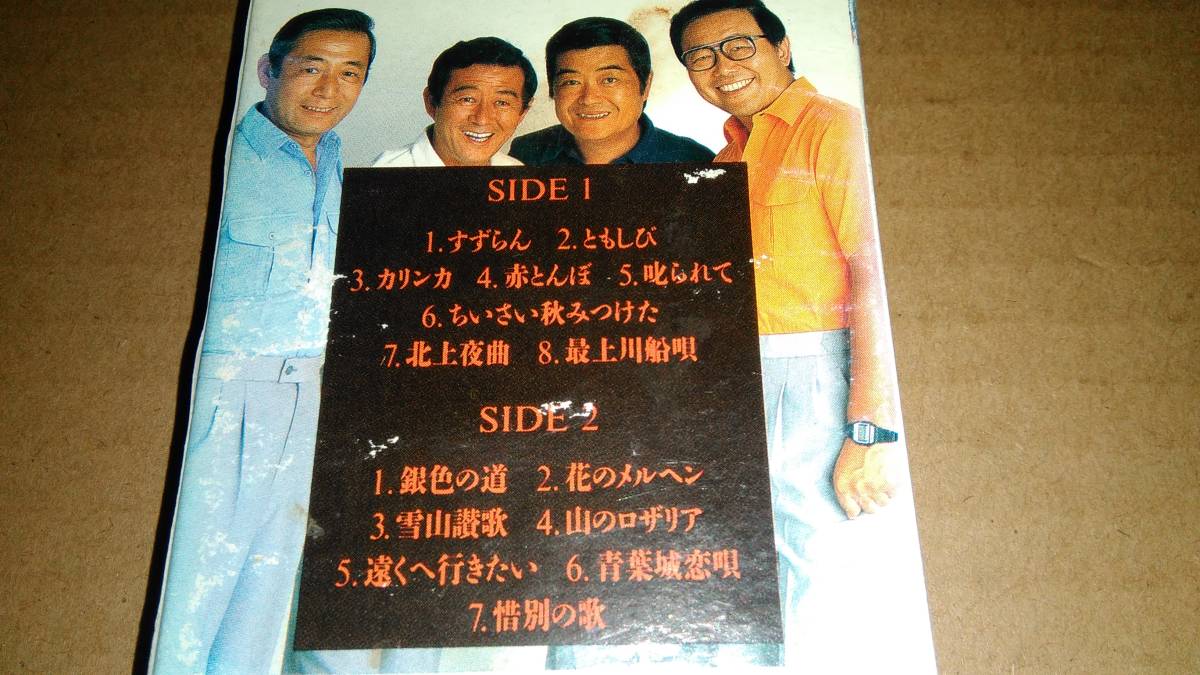 SIDE 1
1.すずらん 2.ともしび
3.カリンカ 4.赤とんぼ 5.叱られて
6.ちいさい秋みつけた
7.北上夜曲 8.最上川船唄
SIDE 2
1.銀色の道 2.花のメルヘン
3.雪山讃歌 4.山のロザリア
5.遠くへ行きたい 6.青葉城恋唄
7.惜別の歌